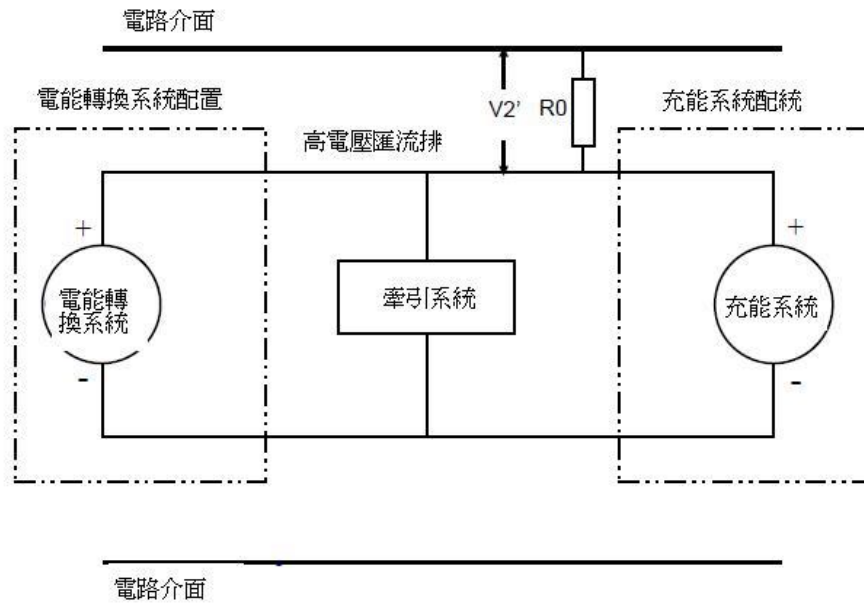 電路介面
電能轉換系統配置
V2'
R0
充能系統配統
高電壓匯流排
+
+
電能轉
換系統
牽引系統
充能系統
-
-
電路介面